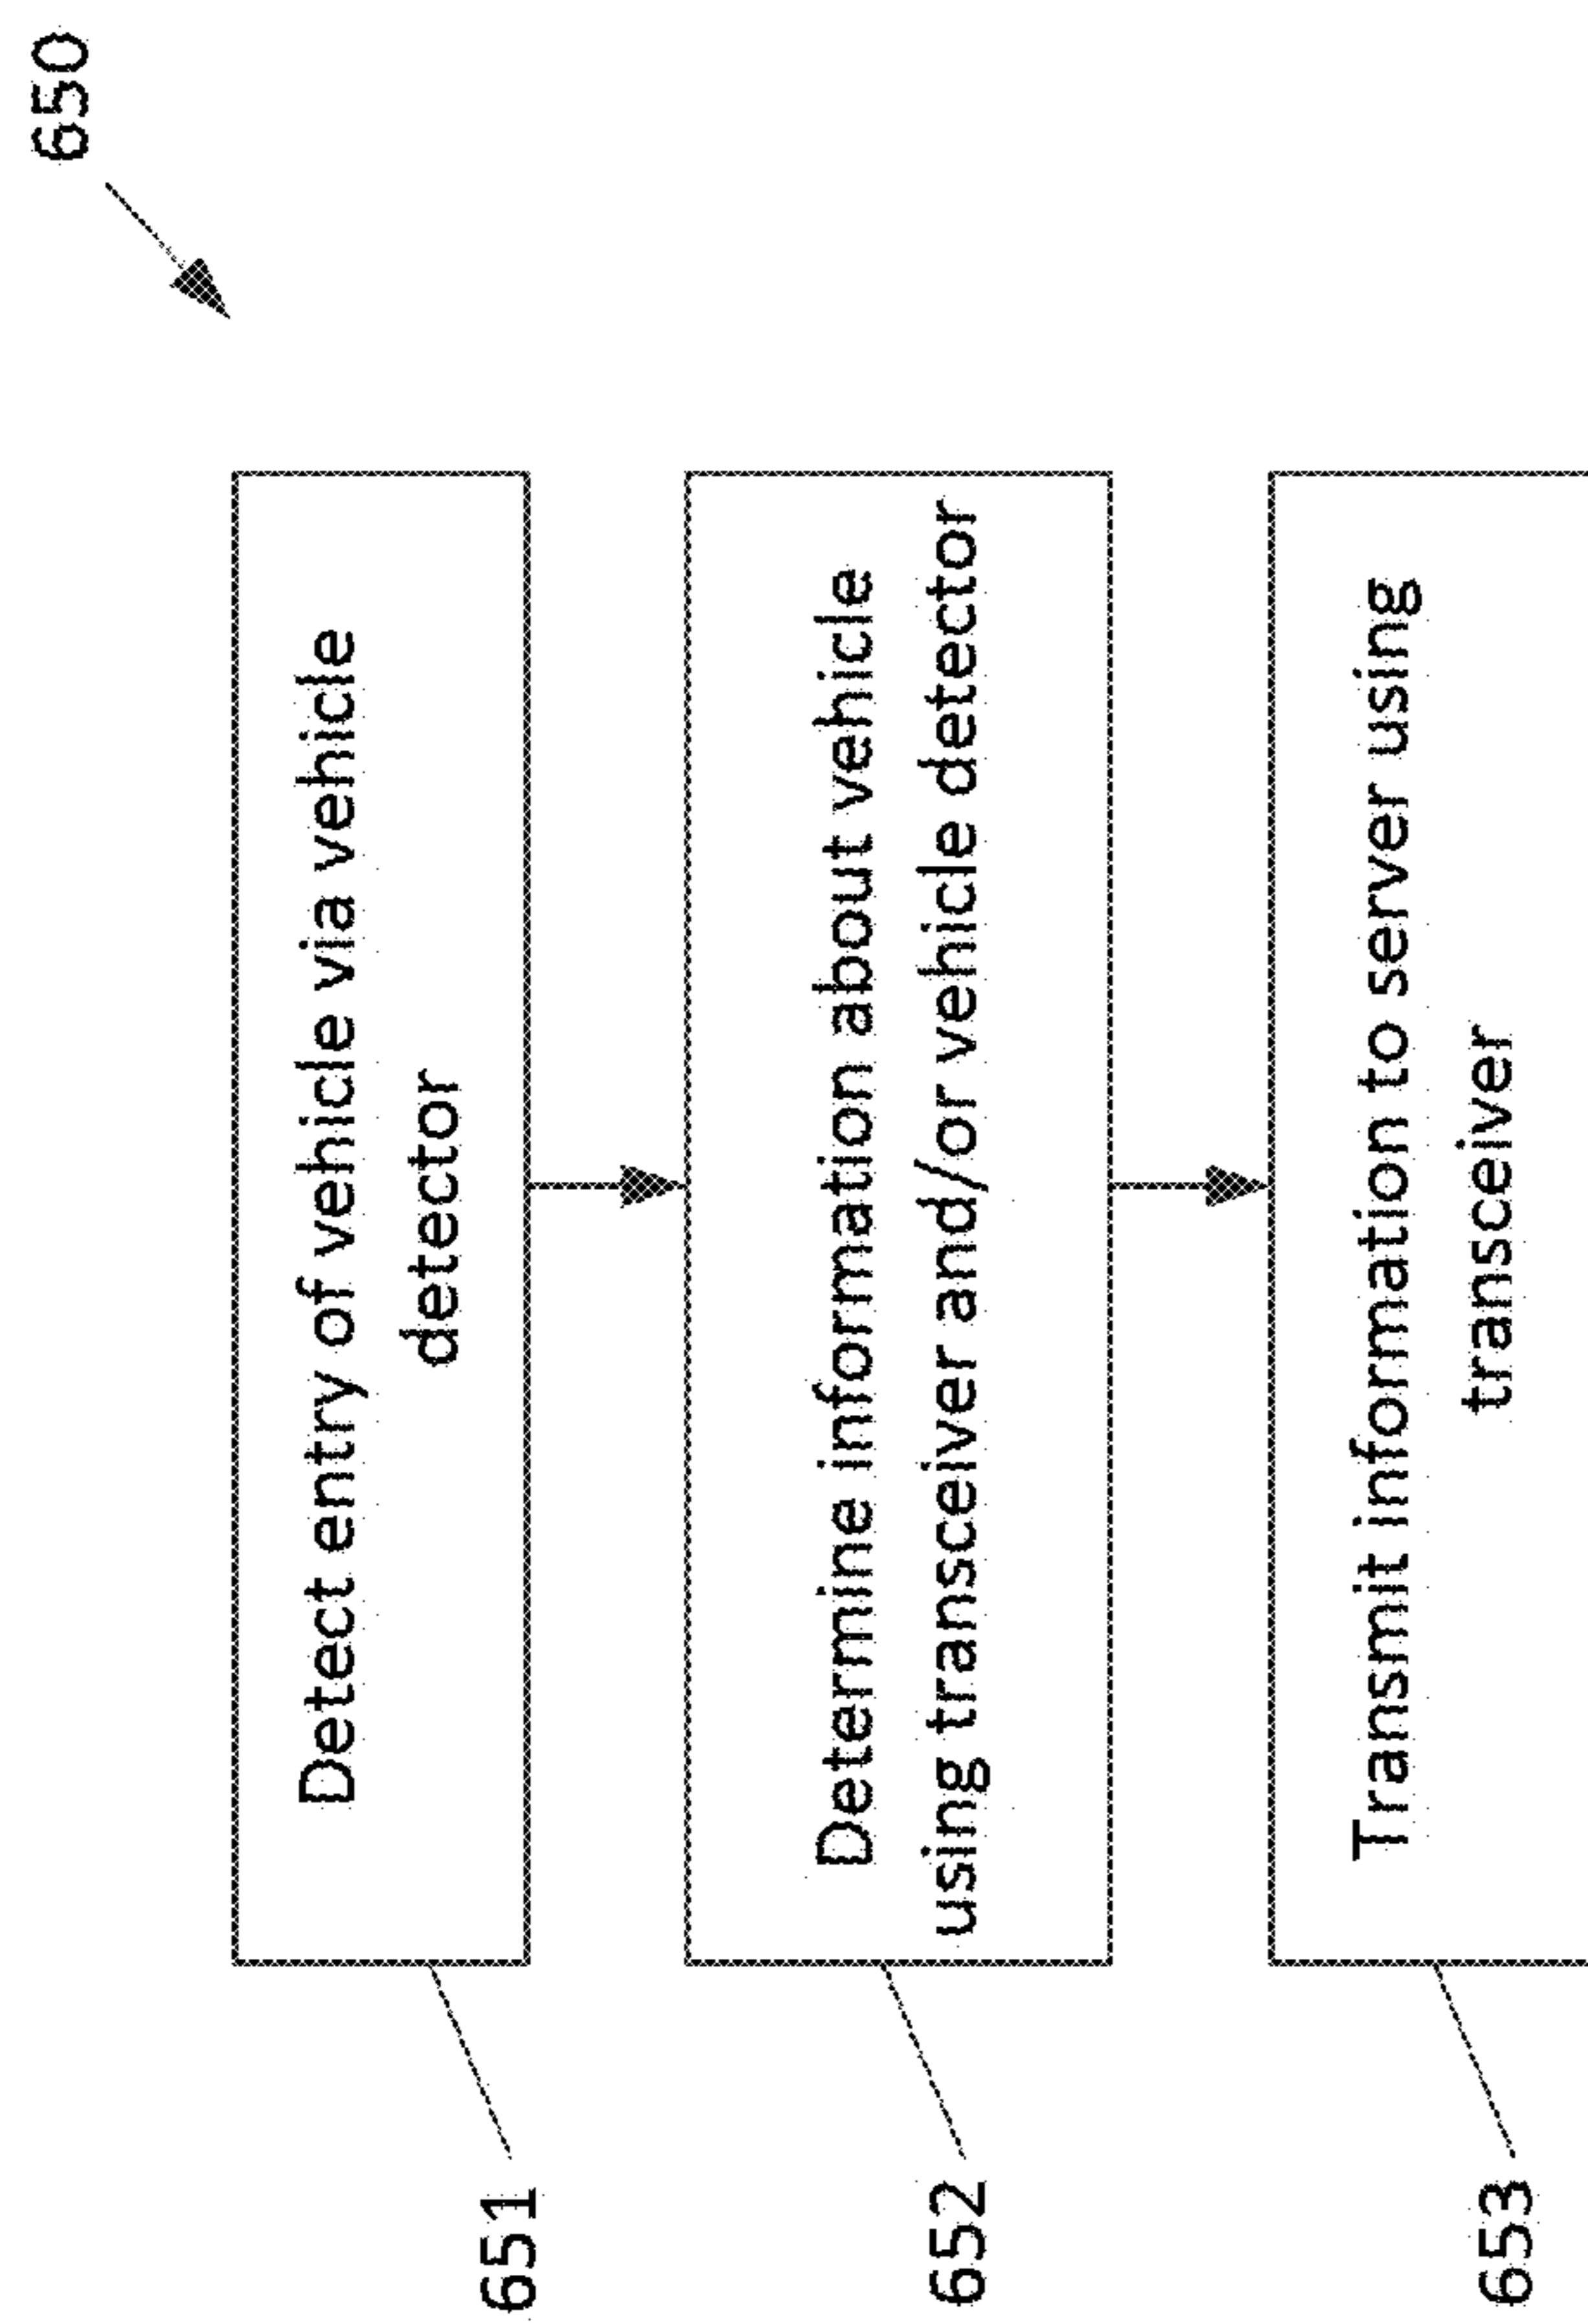 650
651
Detect entry of vehicle via vehicle
detector
652
Determine information about vehicle
using transceiver and/or vehicle detector
653
Transmit information to server using
transceiver